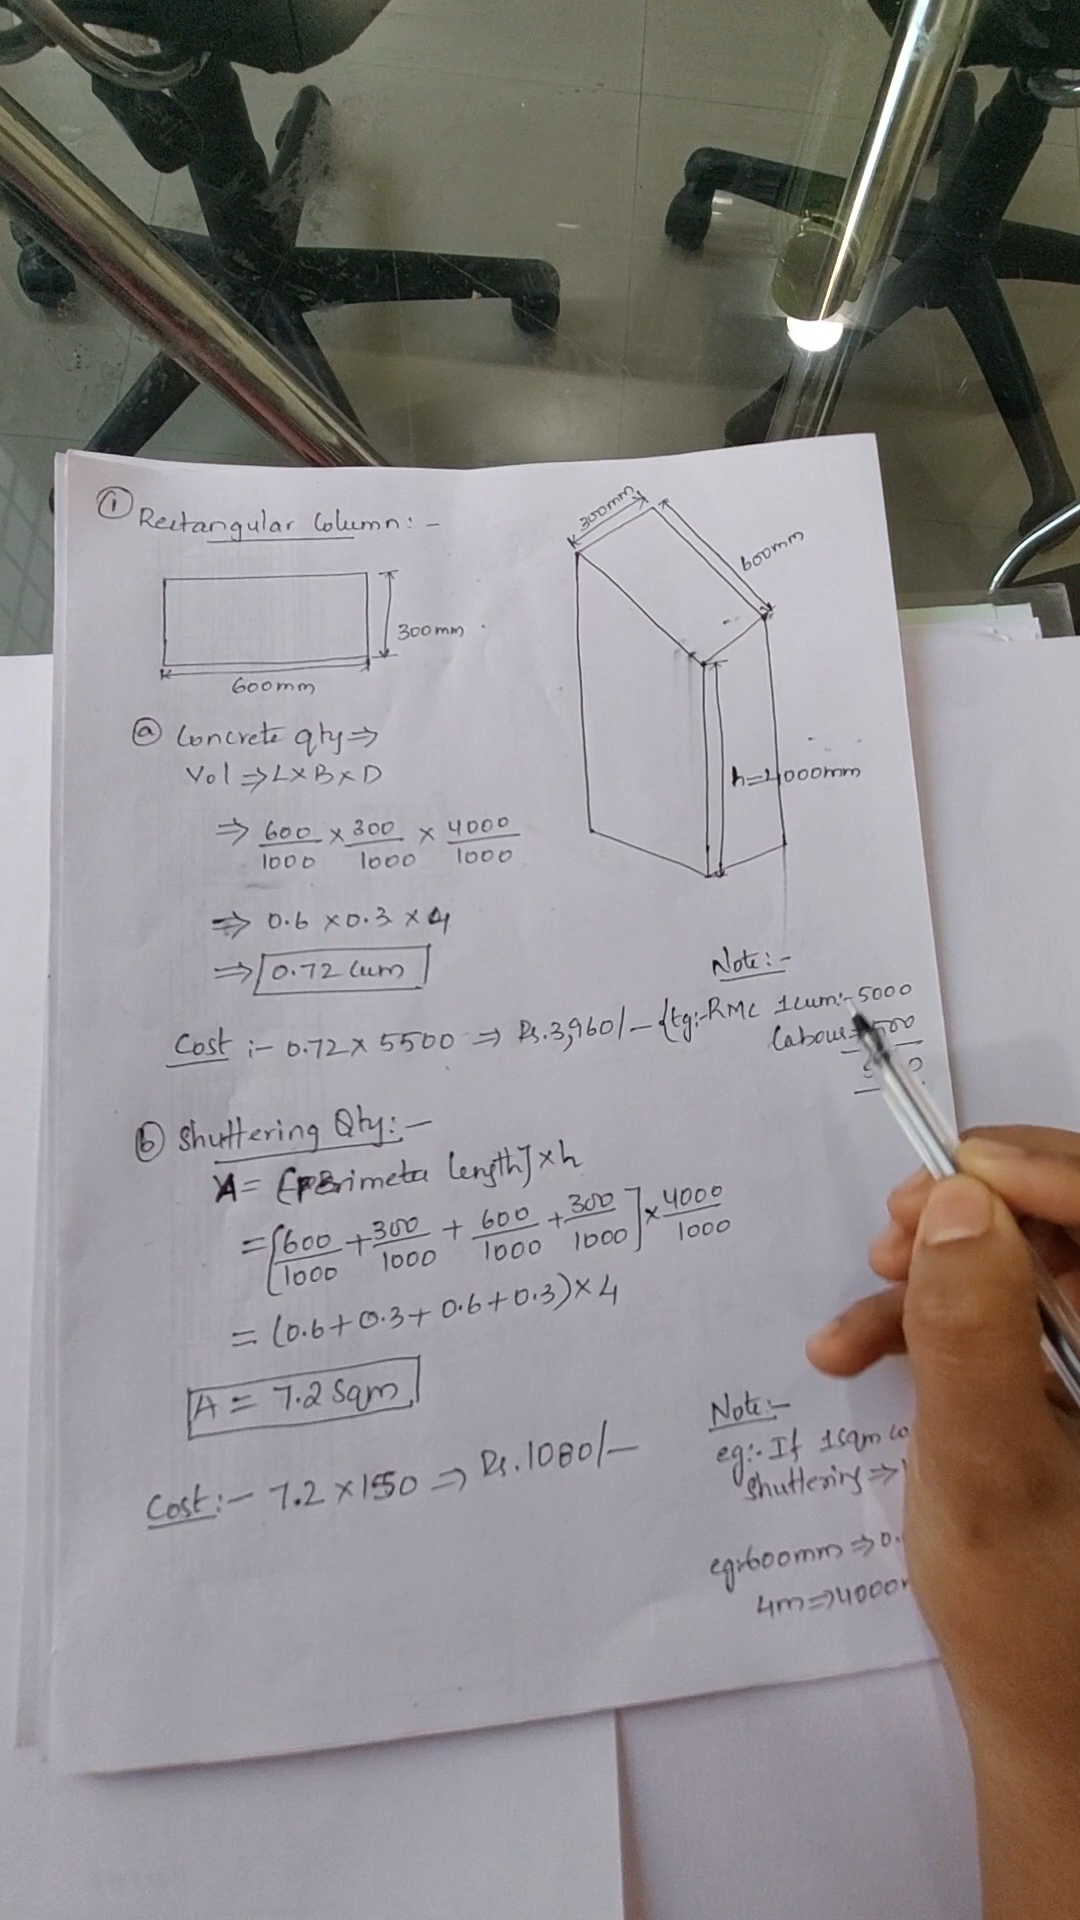 ① Rectangular Column:-
300mm
600mm
300mm
600mm
h=4000mm
ⓐ Concrete qty⇒
Vol ⇒ L×B×D
⇒ 600/1000 × 300/1000 × 4000/1000
⇒ 0.6 × 0.3 × 4
⇒ 0.72 Cum
Note:-
Cost :- 0.72 × 5500 ⇒ Rs.3,960/- {Eg:-RMC 1cum:-5000
labour
ⓑ Shuttering Qty:-
A = [Perimeta length] × h
= [600/1000 + 300/1000 + 600/1000 + 300/1000] × 4000/1000
= (0.6+0.3+0.6+0.3)×4
A = 7.2 Sqm
Cost:- 7.2 × 150 ⇒ Rs.1080/-
Note:-
eg:- If 1sqm
Shuttering ⇒
eg:-600mm ⇒ 0.
4m ⇒ 4000